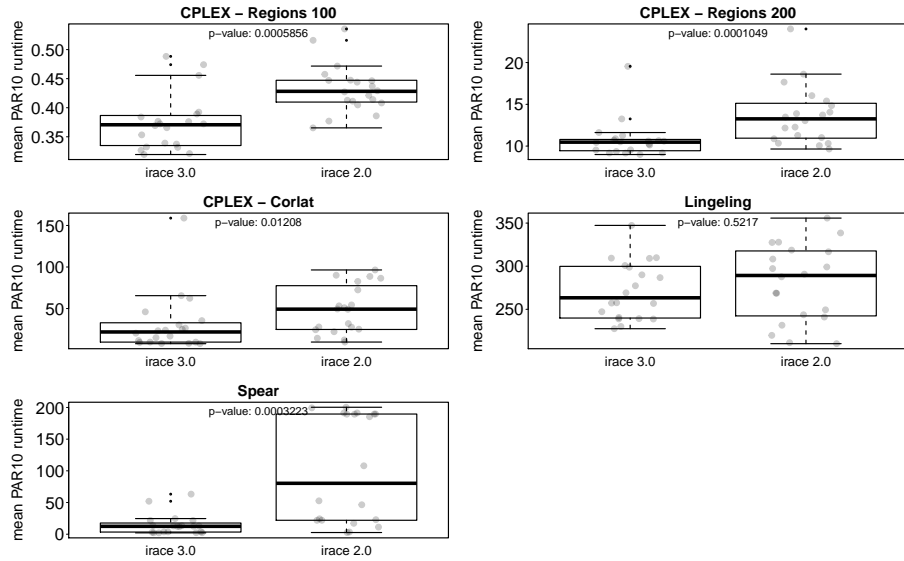 CPLEX − Regions 100
p−value: 0.0005856
mean PAR10 runtime
0.50
0.45
0.40
0.35
irace 3.0
irace 2.0
CPLEX − Regions 200
p−value: 0.0001049
mean PAR10 runtime
20
15
10
irace 3.0
irace 2.0
CPLEX − Corlat
p−value: 0.01208
mean PAR10 runtime
150
100
50
irace 3.0
irace 2.0
Lingeling
p−value: 0.5217
mean PAR10 runtime
350
300
250
irace 3.0
irace 2.0
Spear
p−value: 0.0003223
mean PAR10 runtime
200
150
100
50
0
irace 3.0
irace 2.0